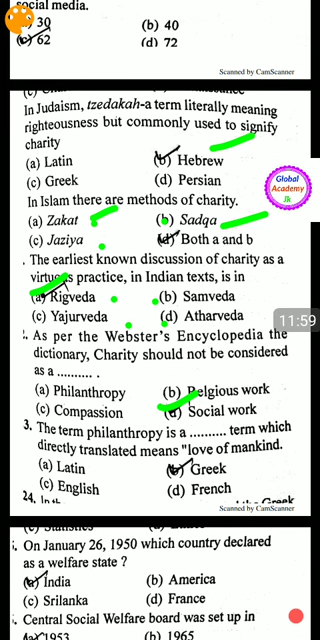 social media.
(a) 30
(b) 40
(c) 62
(d) 72
Scanned by CamScanner
In Judaism, tzedakah-a term literally meaning
righteousness but commonly used to signify
charity
(a) Latin
(b) Hebrew
(c) Greek
(d) Persian
Global
Academy
Jk
In Islam there are methods of charity.
(a) Zakat
(b) Sadqa
(c) Jaziya
(d) Both a and b
. The earliest known discussion of charity as a
virtuous practice, in Indian texts, is in
(a) Rigveda
(b) Samveda
(c) Yajurveda
(d) Atharveda
11:59
2. As per the Webster's Encyclopedia the
dictionary, Charity should not be considered
as a .......... .
(a) Philanthropy
(b) Relgious work
(c) Compassion
(d) Social work
3. The term philanthropy is a .......... term which
directly translated means "love of mankind.
(a) Latin
(b) Greek
(c) English
(d) French
24. In
Greek
Scanned by CamScanner
(c) Statistics
. On January 26, 1950 which country declared
as a welfare state ?
(a) India
(b) America
(c) Srilanka
(d) France
. Central Social Welfare board was set up in
(a) 1953
(b) 1965